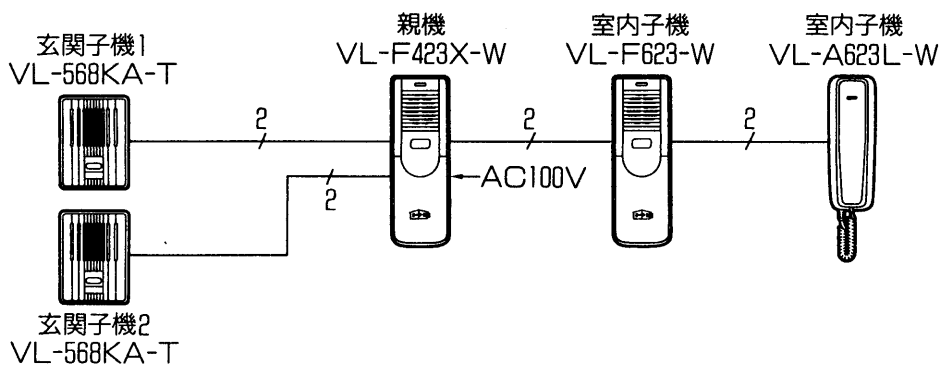 玄関子機1
VL-568KA-T
親機
VL-F423X-W
室内子機
VL-F623-W
室内子機
VL-A623L-W
2
2
2
2
AC100V
玄関子機2
VL-568KA-T